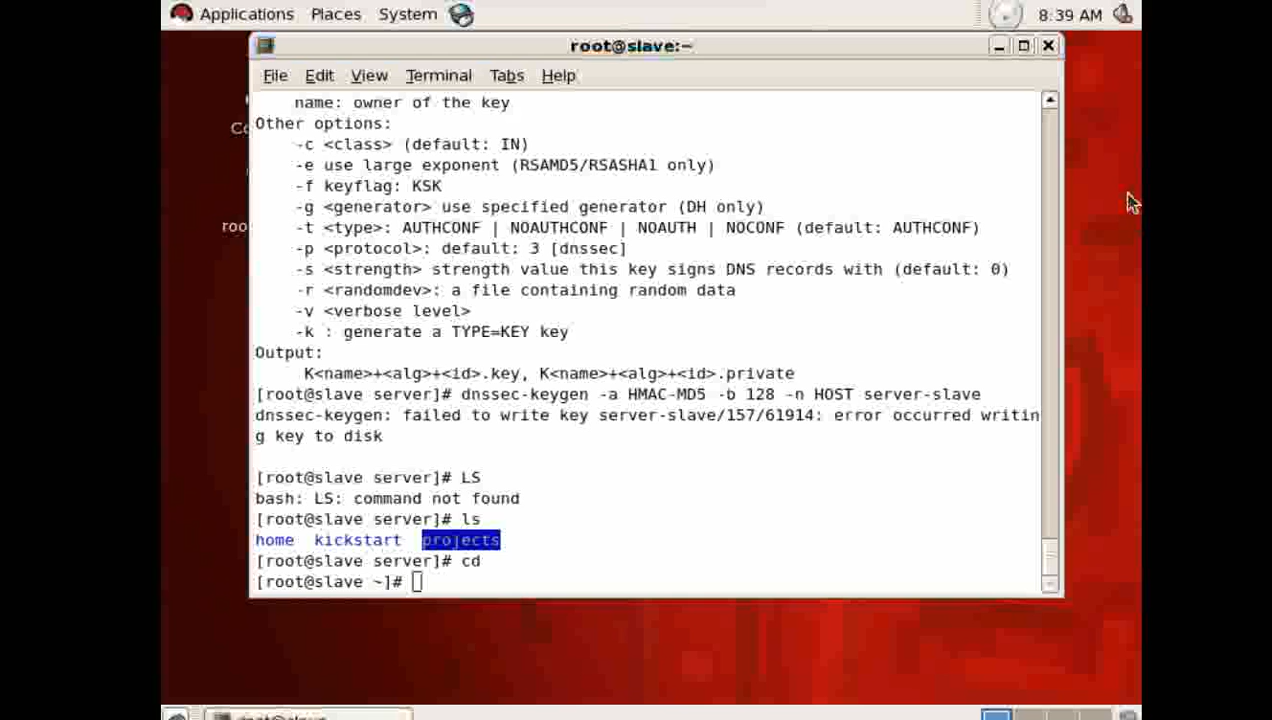 Applications Places System 8:39 AM
root@slave:~
File Edit View Terminal Tabs Help
name: owner of the key
Other options:
-c <class> (default: IN)
-e use large exponent (RSAMD5/RSASHA1 only)
-f keyflag: KSK
-g <generator> use specified generator (DH only)
-t <type>: AUTHCONF | NOAUTHCONF | NOAUTH | NOCONF (default: AUTHCONF)
-p <protocol>: default: 3 [dnssec]
-s <strength> strength value this key signs DNS records with (default: 0)
-r <randomdev>: a file containing random data
-v <verbose level>
-k : generate a TYPE=KEY key
Output:
K<name>+<alg>+<id>.key, K<name>+<alg>+<id>.private
[root@slave server]# dnssec-keygen -a HMAC-MD5 -b 128 -n HOST server-slave
dnssec-keygen: failed to write key server-slave/157/61914: error occurred writin
g key to disk
[root@slave server]# LS
bash: LS: command not found
[root@slave server]# ls
home kickstart projects
[root@slave server]# cd
[root@slave ~]#